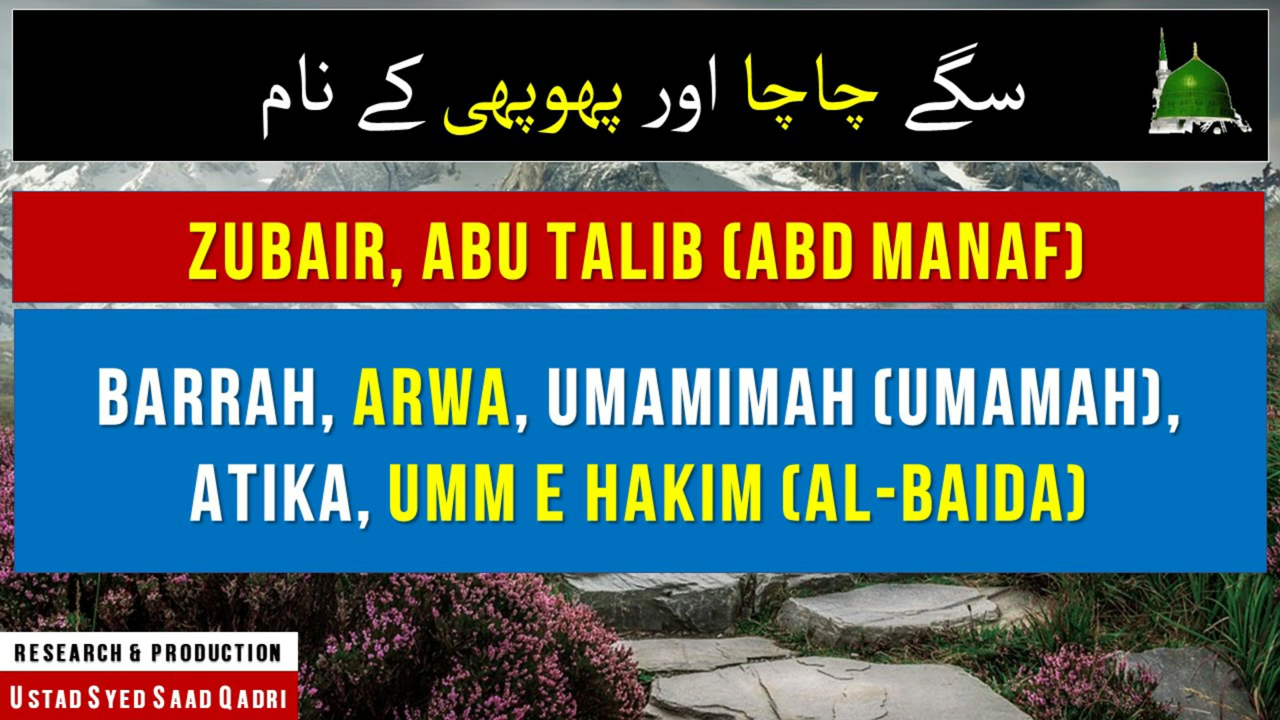 سگے چاچا اور پھوپھی کے نام
ZUBAIR, ABU TALIB (ABD MANAF)
BARRAH, ARWA, UMAMIMAH (UMAMAH),
ATIKA, UMM E HAKIM (AL-BAIDA)
RESEARCH & PRODUCTION
USTAD SYED SAAD QADRI